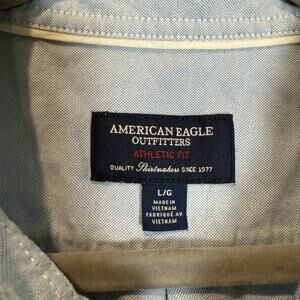 AMERICAN EAGLE
OUTFITTERS
ATHLETIC FIT
QUALITY Shirtmakers SINCE 1977
L/G
MADE IN
VIETNAM
FABRIQUÉ AU
VIETNAM